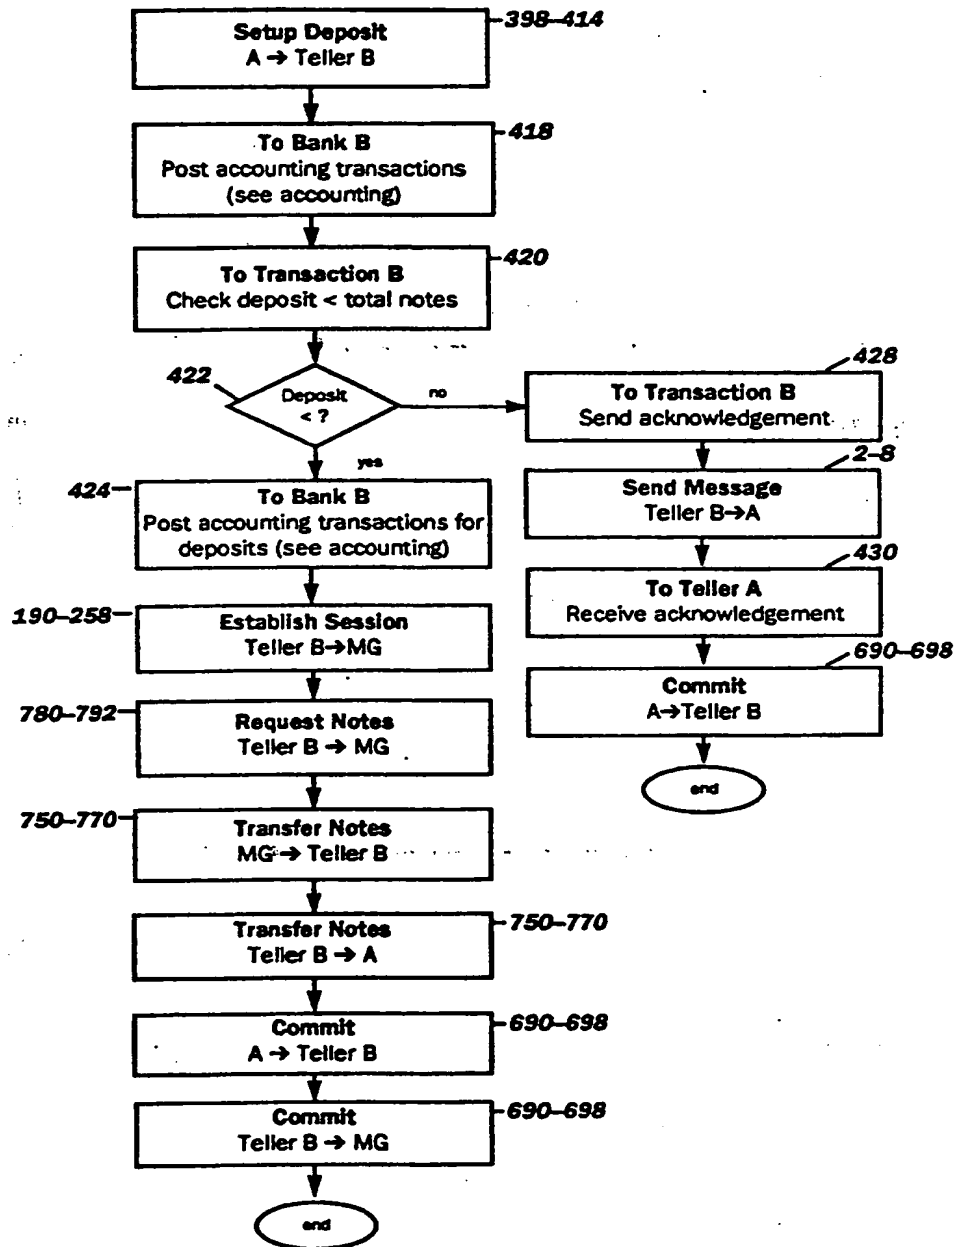 Setup Deposit
A → Teller B
398–414
To Bank B
Post accounting transactions
(see accounting)
418
To Transaction B
Check deposit < total notes
420
422
Deposit
< ?
no
yes
428
To Transaction B
Send acknowledgement
2–8
Send Message
Teller B→A
430
To Teller A
Receive acknowledgement
690–698
Commit
A→Teller B
end
424
To Bank B
Post accounting transactions for
deposits (see accounting)
190–258
Establish Session
Teller B→MG
780–792
Request Notes
Teller B → MG
750–770
Transfer Notes
MG → Teller B
Transfer Notes
Teller B → A
750–770
Commit
A → Teller B
690–698
Commit
Teller B → MG
690–698
end